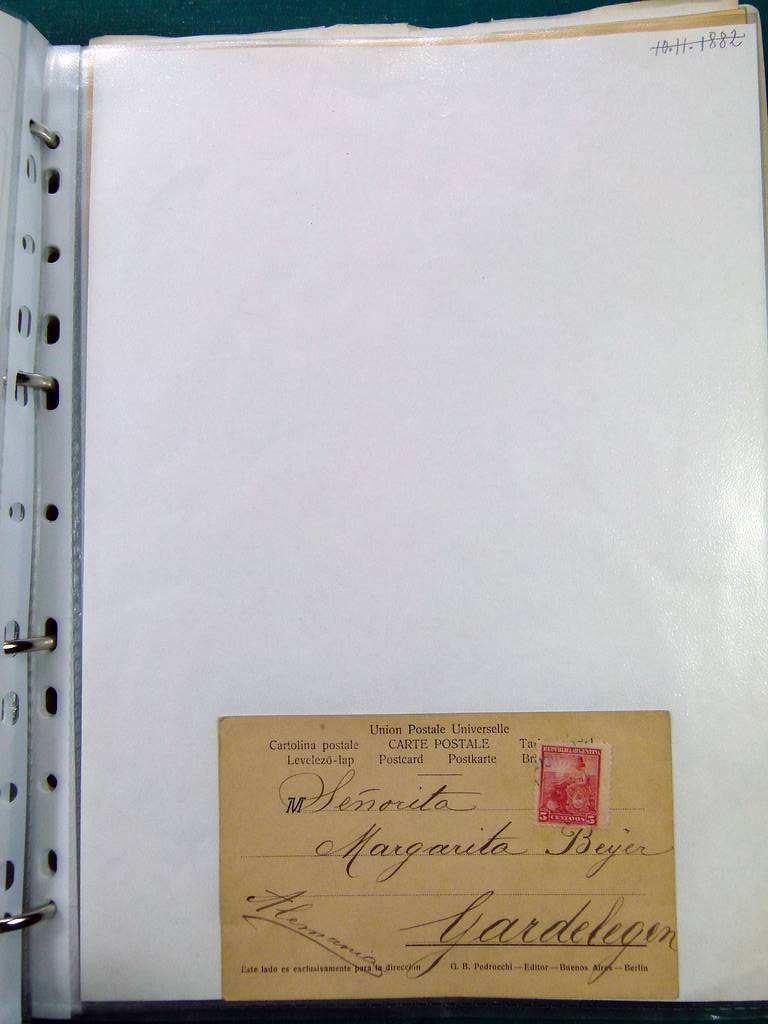 10.11.1882
Union Postale Universelle
Cartolina postale CARTE POSTALE
Levelező-lap Postcard Postkarte
REPUBLICA ARGENTINA
5 CENTAVOS 5
M Señorita
Margarita Beyer
Alemania
Gardelegen
Este lado es exclusivamente para la dirección G. B. Pedrocchi — Editor — Buenos Aires — Berlin